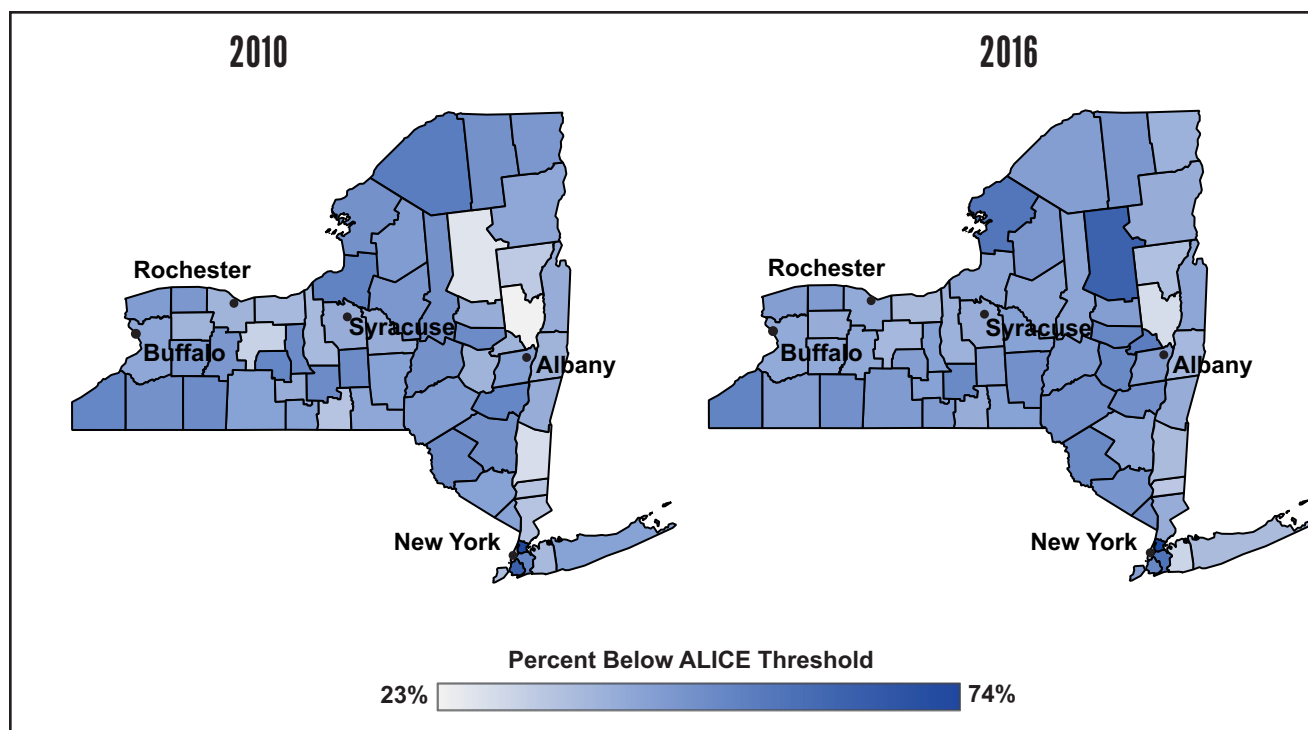 2010
2016
Rochester
Syracuse
Buffalo
Albany
New York
Rochester
Syracuse
Buffalo
Albany
New York
Percent Below ALICE Threshold
23%
74%